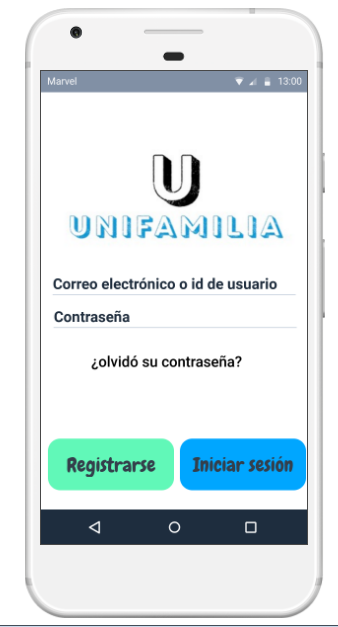 Marvel 13:00
U
UNIFAMILIA
Correo electrónico o id de usuario
Contraseña
¿olvidó su contraseña?
Registrarse Iniciar sesión